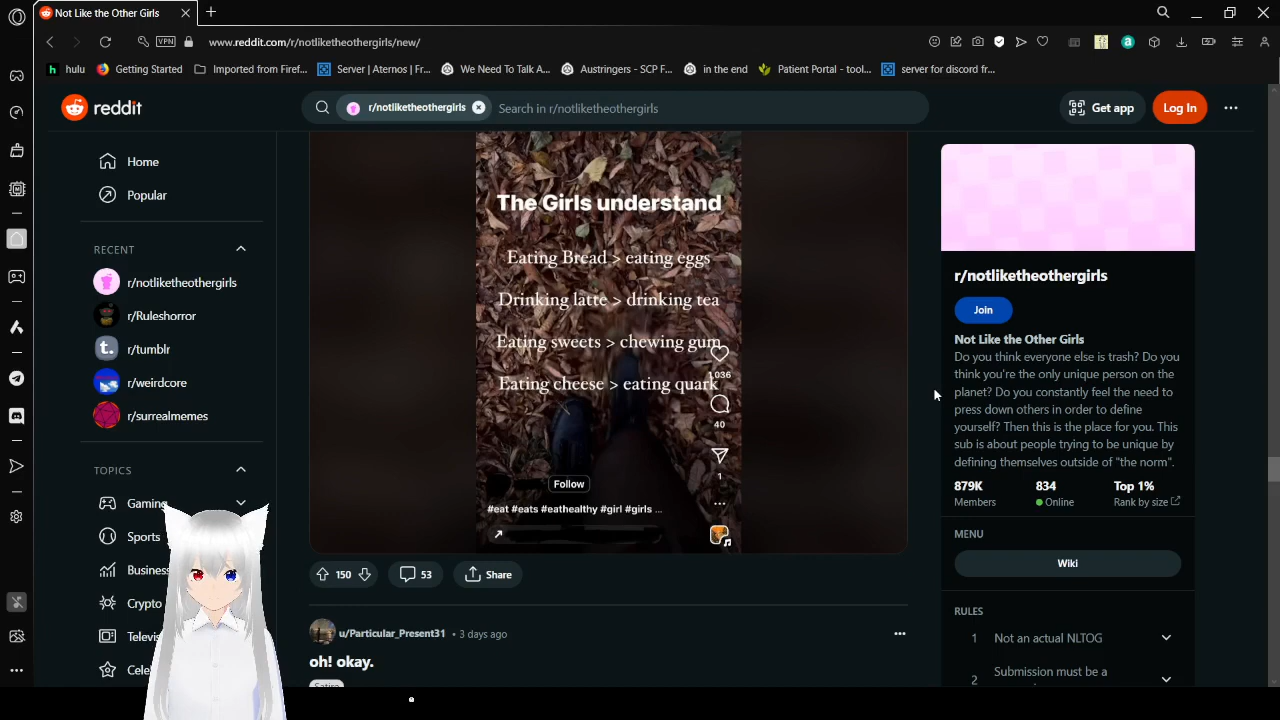 Not Like the Other Girls
VPN
www.reddit.com/r/notliketheothergirls/new/
h hulu
Getting Started
Imported from Firef...
Server | Aternos | Fr...
We Need To Talk A...
Austringers - SCP F...
in the end
Patient Portal - tool...
server for discord fr...
reddit
r/notliketheothergirls
Search in r/notliketheothergirls
Get app
Log In
Home
Popular
RECENT
r/notliketheothergirls
r/Ruleshorror
t.
r/tumblr
r/weirdcore
r/surrealmemes
TOPICS
Gaming
Sports
Business
Crypto
Televi
Cele
The Girls understand
Eating Bread > eating eggs
Drinking latte > drinking tea
Eating sweets > chewing gum
Eating cheese > eating quark
1,036
40
1
Follow
#eat #eats #eathealthy #girl #girls ...
150
53
Share
u/Particular_Present31 • 3 days ago
oh! okay.
Satire
r/notliketheothergirls
Join
Not Like the Other Girls
Do you think everyone else is trash? Do you
think you're the only unique person on the
planet? Do you constantly feel the need to
press down others in order to define
yourself? Then this is the place for you. This
sub is about people trying to be unique by
defining themselves outside of "the norm".
879K
Members
834
Online
Top 1%
Rank by size
MENU
Wiki
RULES
1 Not an actual NLTOG
2 Submission must be a